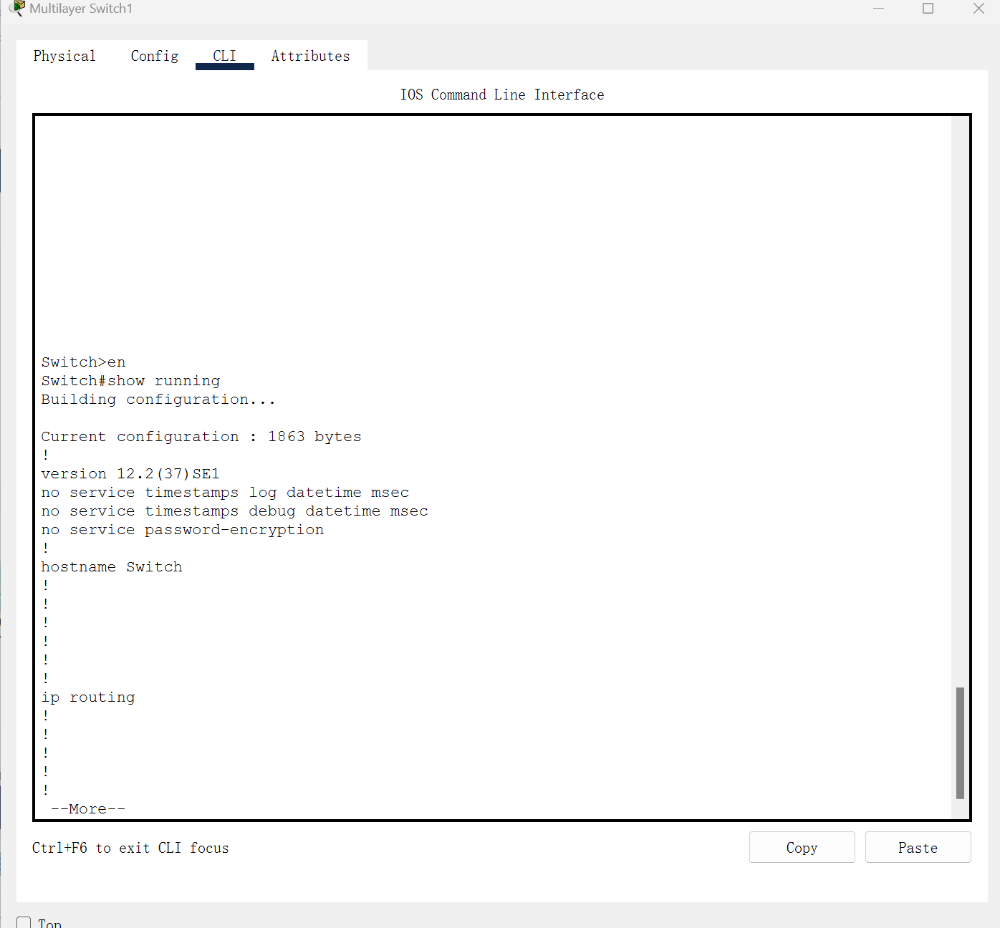 Multilayer Switch1
Physical Config CLI Attributes
IOS Command Line Interface
Switch>en
Switch#show running
Building configuration...
Current configuration : 1863 bytes
!
version 12.2(37)SE1
no service timestamps log datetime msec
no service timestamps debug datetime msec
no service password-encryption
!
hostname Switch
!
!
!
!
!
!
ip routing
!
!
!
!
!
--More--
Ctrl+F6 to exit CLI focus
Copy Paste
Top